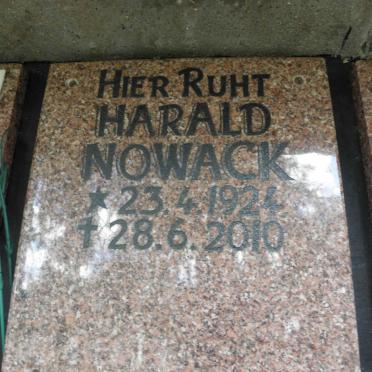 Hier Ruht
HARALD
NOWACK
★ 23.4.1924
✝ 28.6.2010